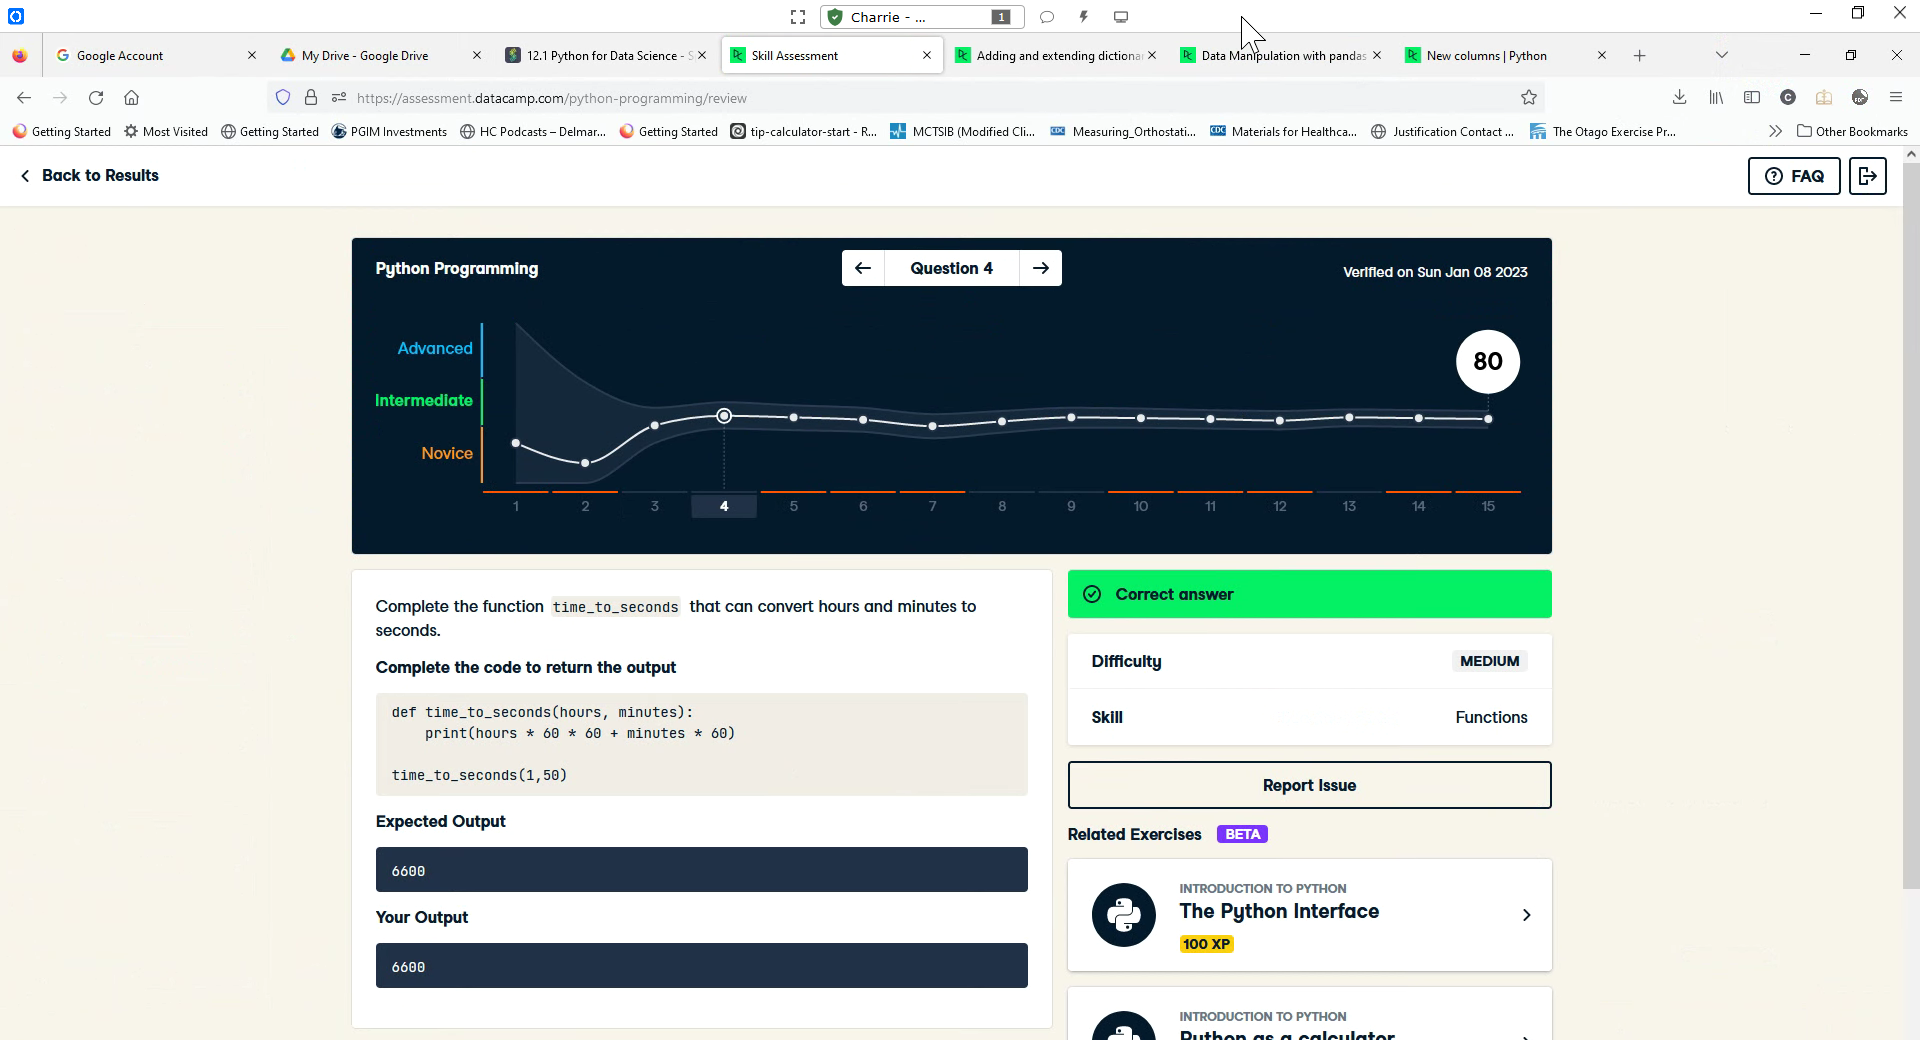 Charrie - ...
1
Google Account
My Drive - Google Drive
12.1 Python for Data Science - S
Skill Assessment
Adding and extending dictionar
Data Manipulation with pandas
New columns | Python
https://assessment.datacamp.com/python-programming/review
Getting Started
Most Visited
Getting Started
PGIM Investments
HC Podcasts – Delmar...
Getting Started
tip-calculator-start - R...
MCTSIB (Modified Cli...
Measuring_Orthostati...
Materials for Healthca...
Justification Contact ...
The Otago Exercise Pr...
Other Bookmarks
Back to Results
FAQ
Python Programming
Question 4
Verified on Sun Jan 08 2023
Advanced
Intermediate
Novice
80
1 2 3 4 5 6 7 8 9 10 11 12 13 14 15
Complete the function time_to_seconds that can convert hours and minutes to
seconds.
Complete the code to return the output
def time_to_seconds(hours, minutes):
    print(hours * 60 * 60 + minutes * 60)
time_to_seconds(1,50)
Expected Output
6600
Your Output
6600
Correct answer
Difficulty
MEDIUM
Skill
Functions
Report Issue
Related Exercises BETA
INTRODUCTION TO PYTHON
The Python Interface
100 XP
INTRODUCTION TO PYTHON
Python as a calculator